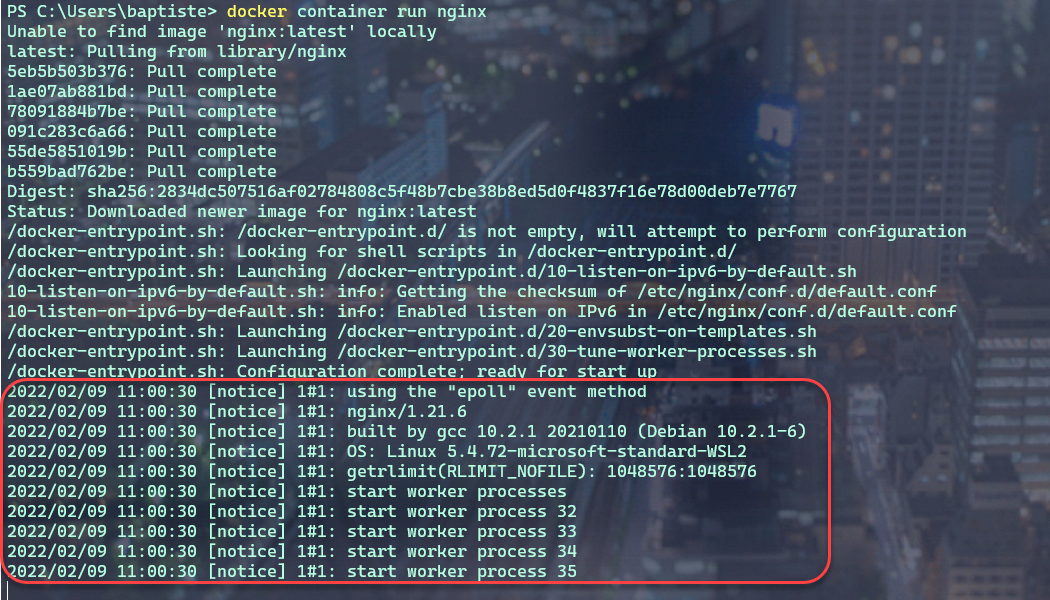 PS C:\Users\baptiste> docker container run nginx
Unable to find image 'nginx:latest' locally
latest: Pulling from library/nginx
5eb5b503b376: Pull complete
1ae07ab881bd: Pull complete
78091884b7be: Pull complete
091c283c6a66: Pull complete
55de5851019b: Pull complete
b559bad762be: Pull complete
Digest: sha256:2834dc507516af02784808c5f48b7cbe38b8ed5d0f4837f16e78d00deb7e7767
Status: Downloaded newer image for nginx:latest
/docker-entrypoint.sh: /docker-entrypoint.d/ is not empty, will attempt to perform configuration
/docker-entrypoint.sh: Looking for shell scripts in /docker-entrypoint.d/
/docker-entrypoint.sh: Launching /docker-entrypoint.d/10-listen-on-ipv6-by-default.sh
10-listen-on-ipv6-by-default.sh: info: Getting the checksum of /etc/nginx/conf.d/default.conf
10-listen-on-ipv6-by-default.sh: info: Enabled listen on IPv6 in /etc/nginx/conf.d/default.conf
/docker-entrypoint.sh: Launching /docker-entrypoint.d/20-envsubst-on-templates.sh
/docker-entrypoint.sh: Launching /docker-entrypoint.d/30-tune-worker-processes.sh
/docker-entrypoint.sh: Configuration complete; ready for start up
2022/02/09 11:00:30 [notice] 1#1: using the "epoll" event method
2022/02/09 11:00:30 [notice] 1#1: nginx/1.21.6
2022/02/09 11:00:30 [notice] 1#1: built by gcc 10.2.1 20210110 (Debian 10.2.1-6)
2022/02/09 11:00:30 [notice] 1#1: OS: Linux 5.4.72-microsoft-standard-WSL2
2022/02/09 11:00:30 [notice] 1#1: getrlimit(RLIMIT_NOFILE): 1048576:1048576
2022/02/09 11:00:30 [notice] 1#1: start worker processes
2022/02/09 11:00:30 [notice] 1#1: start worker process 32
2022/02/09 11:00:30 [notice] 1#1: start worker process 33
2022/02/09 11:00:30 [notice] 1#1: start worker process 34
2022/02/09 11:00:30 [notice] 1#1: start worker process 35